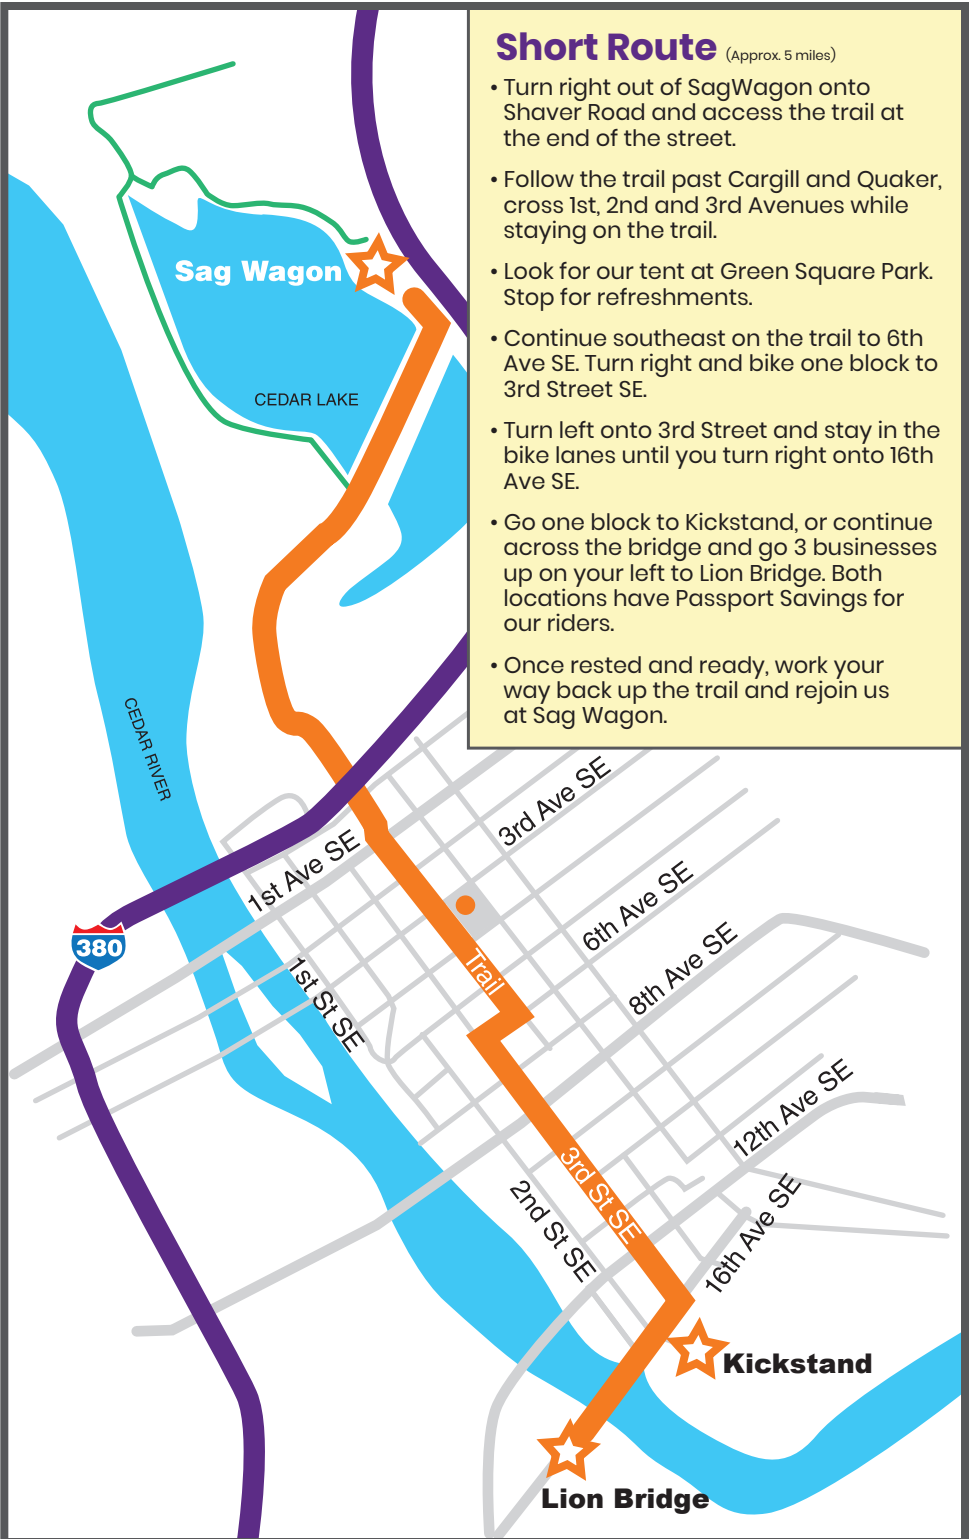 Short Route (Approx. 5 miles)
• Turn right out of SagWagon onto
Shaver Road and access the trail at
the end of the street.
• Follow the trail past Cargill and Quaker,
cross 1st, 2nd and 3rd Avenues while
staying on the trail.
• Look for our tent at Green Square Park.
Stop for refreshments.
• Continue southeast on the trail to 6th
Ave SE. Turn right and bike one block to
3rd Street SE.
• Turn left onto 3rd Street and stay in the
bike lanes until you turn right onto 16th
Ave SE.
• Go one block to Kickstand, or continue
across the bridge and go 3 businesses
up on your left to Lion Bridge. Both
locations have Passport Savings for
our riders.
• Once rested and ready, work your
way back up the trail and rejoin us
at Sag Wagon.
Sag Wagon
CEDAR LAKE
CEDAR RIVER
3rd Ave SE
1st Ave SE
6th Ave SE
380
8th Ave SE
Trail
1st St SE
12th Ave SE
3rd St SE
2nd St SE
16th Ave SE
Kickstand
Lion Bridge